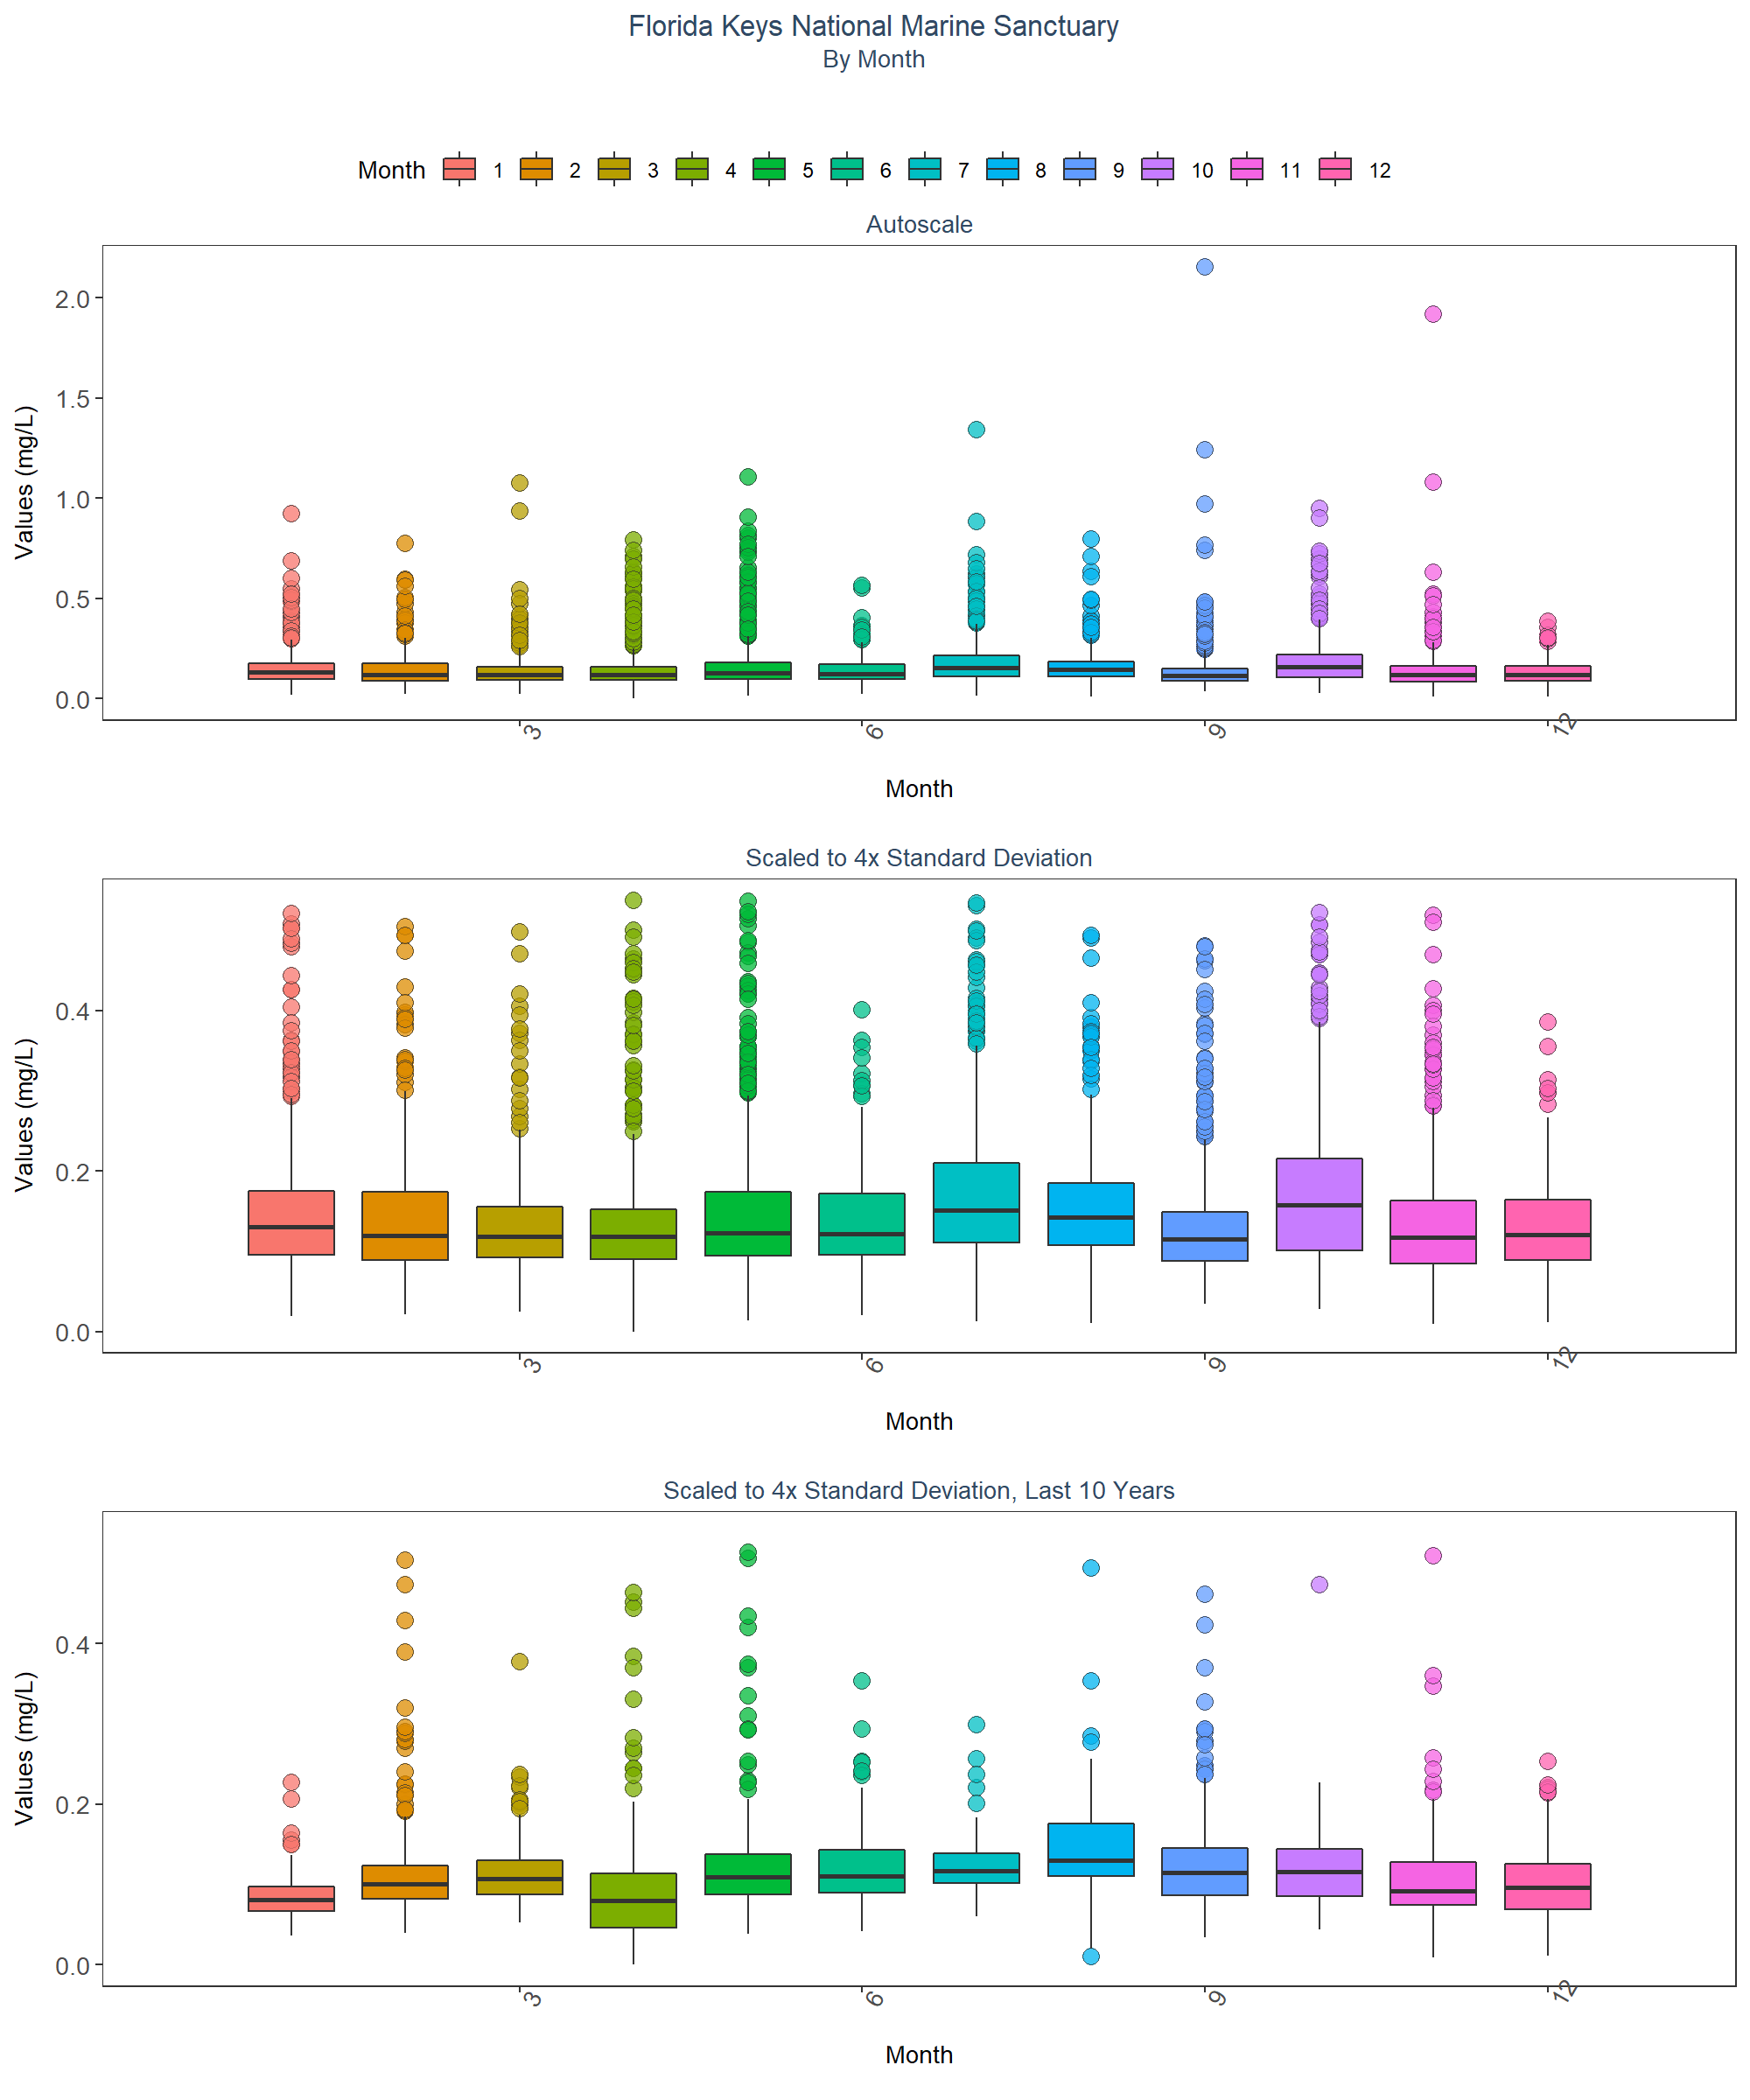 Florida Keys National Marine Sanctuary
By Month
Month 1 2 3 4 5 6 7 8 9 10 11 12
Autoscale
Values (mg/L)
2.0
1.5
1.0
0.5
0.0
3 6 9 12
Month
Scaled to 4x Standard Deviation
Values (mg/L)
0.4
0.2
0.0
3 6 9 12
Month
Scaled to 4x Standard Deviation, Last 10 Years
Values (mg/L)
0.4
0.2
0.0
3 6 9 12
Month